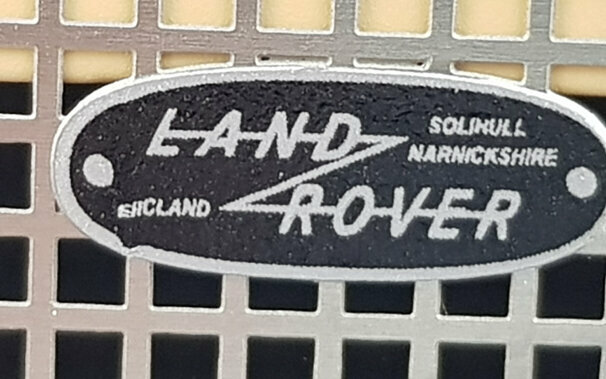 LAND
SOLIHULL
NARNICKSHIRE
EIICLAND
ROVER